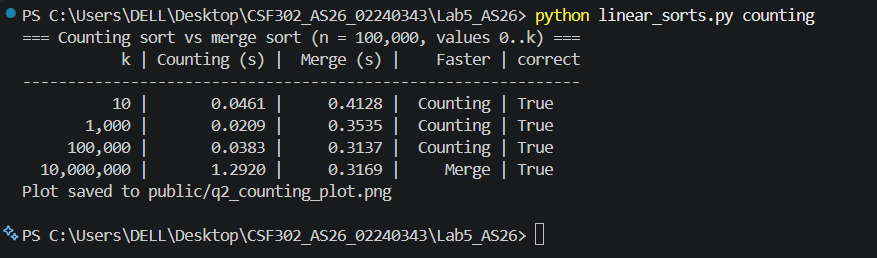 PS C:\Users\DELL\Desktop\CSF302_AS26_02240343\Lab5_AS26> python linear_sorts.py counting
=== Counting sort vs merge sort (n = 100,000, values 0..k) ===
         k | Counting (s) |  Merge (s) |    Faster | correct
--------------------------------------------------------------
        10 |       0.0461 |     0.4128 |  Counting | True
     1,000 |       0.0209 |     0.3535 |  Counting | True
   100,000 |       0.0383 |     0.3137 |  Counting | True
10,000,000 |       1.2920 |     0.3169 |     Merge | True
Plot saved to public/q2_counting_plot.png
PS C:\Users\DELL\Desktop\CSF302_AS26_02240343\Lab5_AS26>